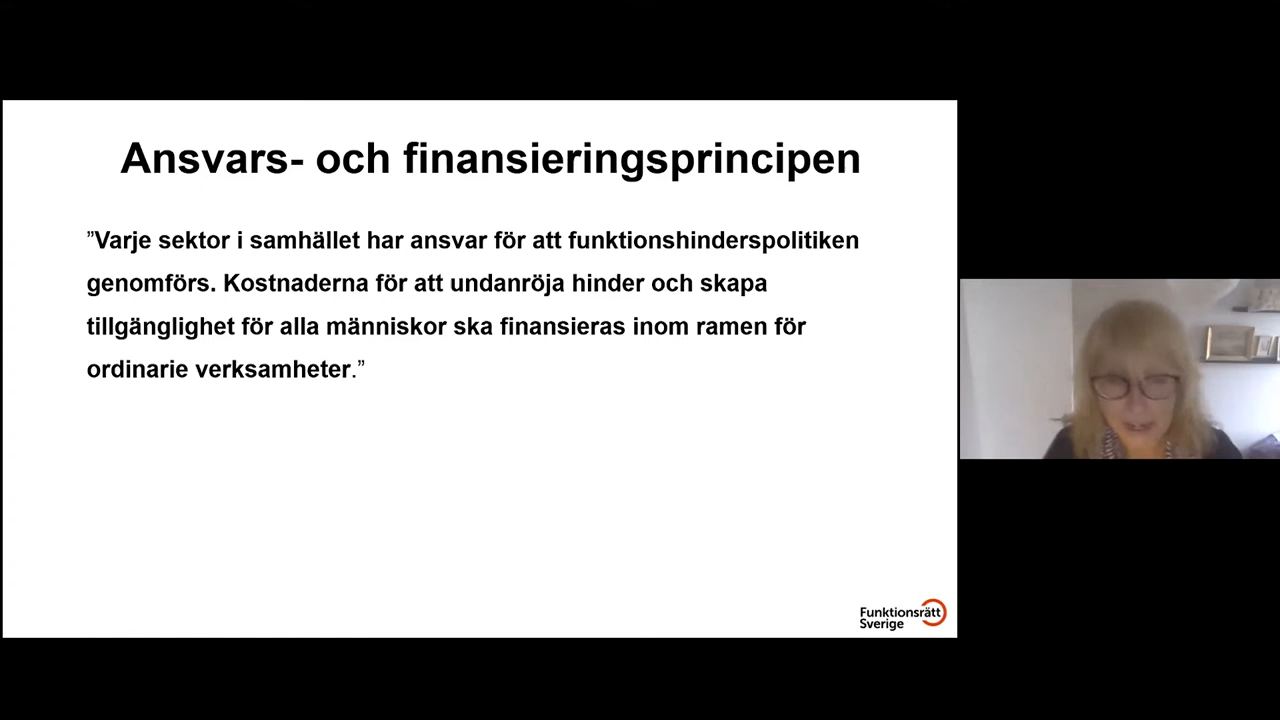 Ansvars- och finansieringsprincipen
”Varje sektor i samhället har ansvar för att funktionshinderspolitiken
genomförs. Kostnaderna för att undanröja hinder och skapa
tillgänglighet för alla människor ska finansieras inom ramen för
ordinarie verksamheter.”
Funktionsrätt
Sverige